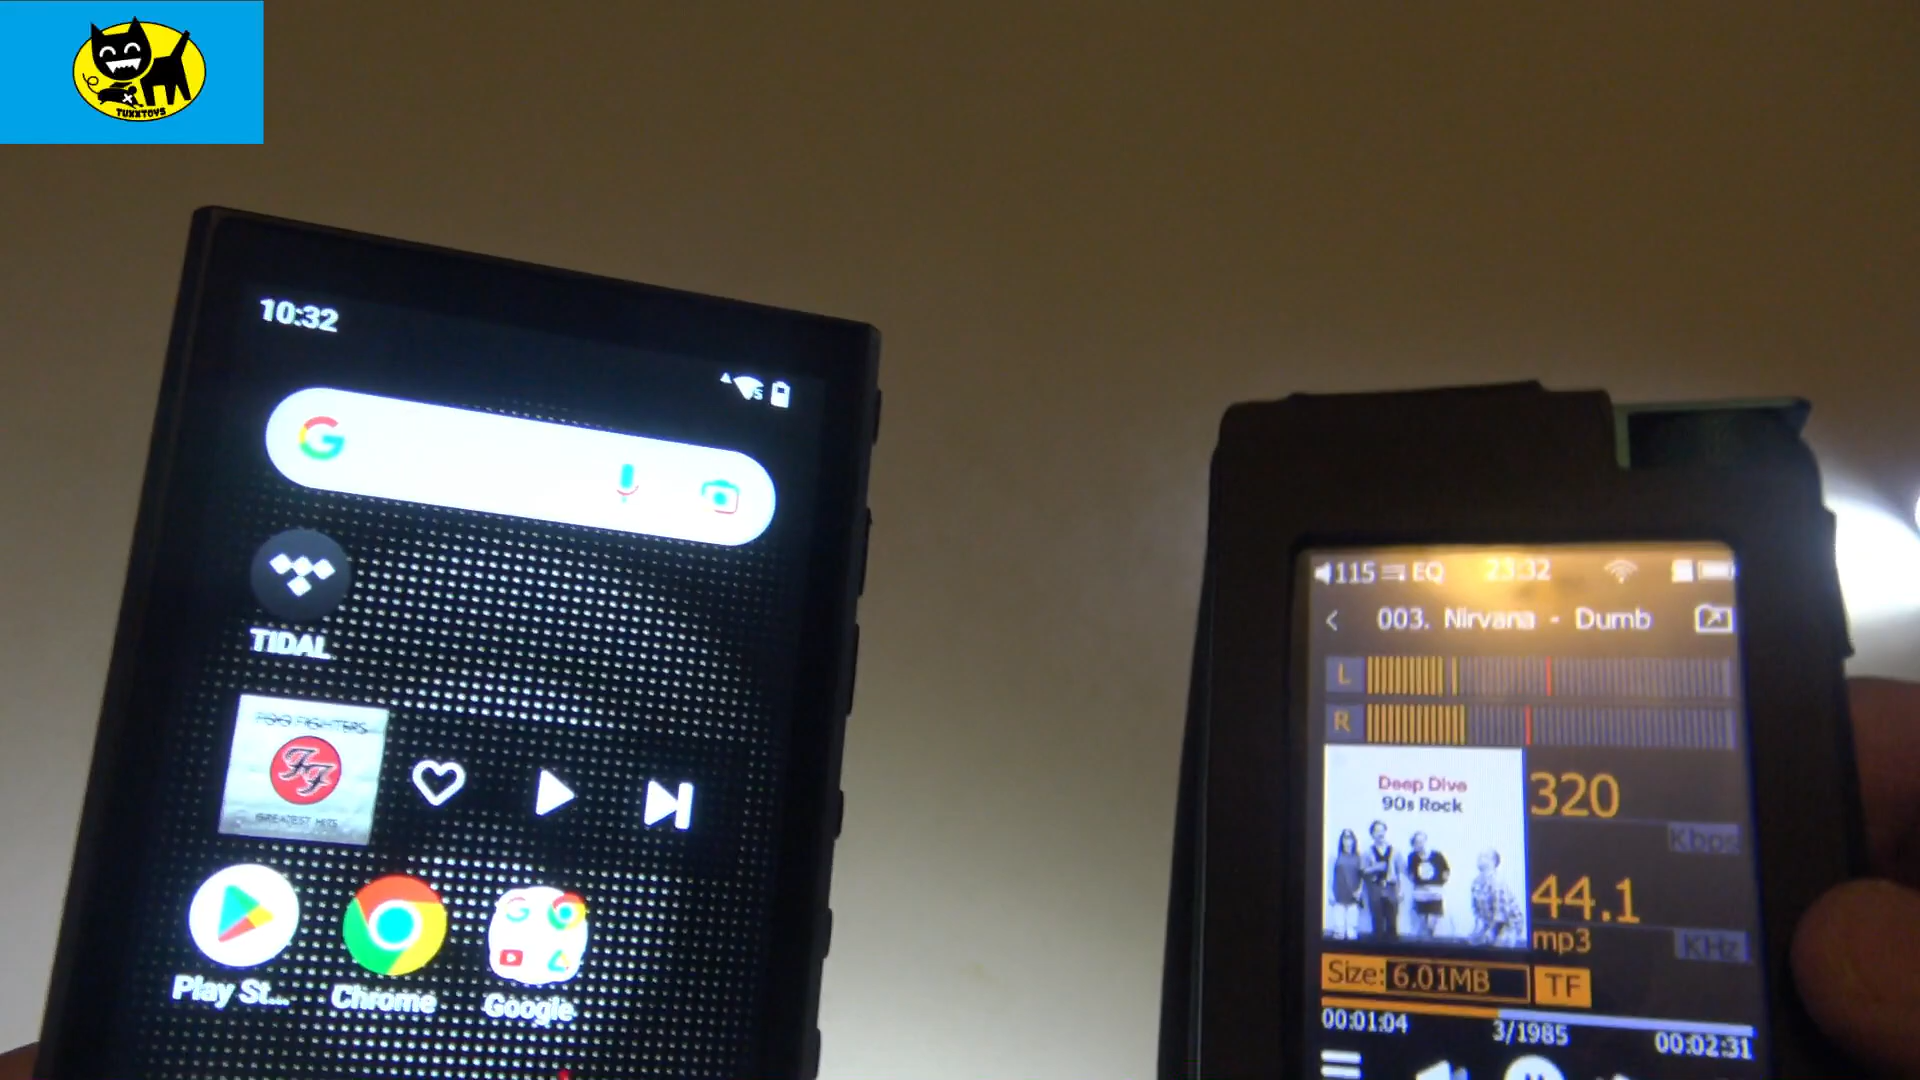 TUXXTOYS
10:32
TIDAL
FOO FIGHTERS
GREATEST HITS
Play St...
Chrome
Google
115 EQ 23:32
003. Nirvana - Dumb
L
R
Deep Dive
90s Rock
320
Kbps
44.1
mp3 KHz
Size: 6.01MB TF
00:01:04 3/1985 00:02:31